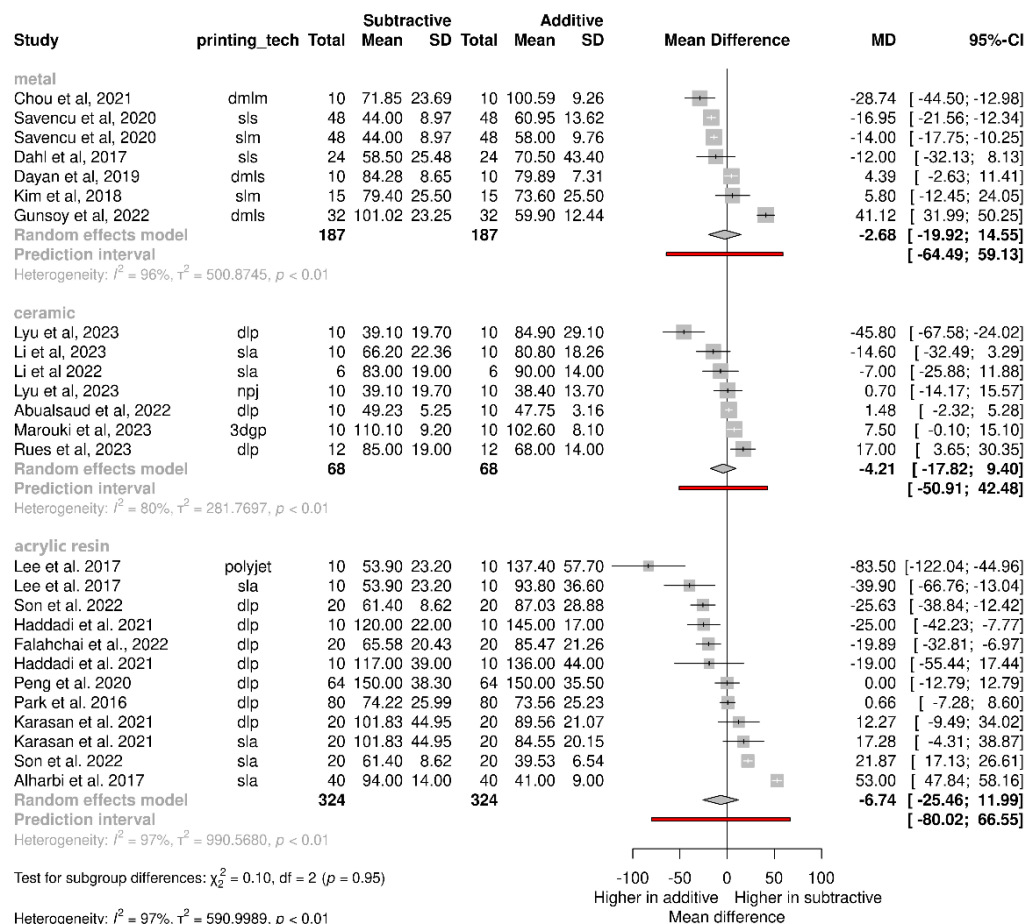 Subtractive Additive
Study printing_tech Total Mean SD Total Mean SD Mean Difference MD 95%-CI
metal
Chou et al, 2021 dmlm 10 71.85 23.69 10 100.59 9.26 -28.74 [ -44.50; -12.98]
Savencu et al, 2020 sls 48 44.00 8.97 48 60.95 13.62 -16.95 [ -21.56; -12.34]
Savencu et al, 2020 slm 48 44.00 8.97 48 58.00 9.76 -14.00 [ -17.75; -10.25]
Dahl et al, 2017 sls 24 58.50 25.48 24 70.50 43.40 -12.00 [ -32.13; 8.13]
Dayan et al, 2019 dmls 10 84.28 8.65 10 79.89 7.31 4.39 [ -2.63; 11.41]
Kim et al, 2018 slm 15 79.40 25.50 15 73.60 25.50 5.80 [ -12.45; 24.05]
Gunsoy et al, 2022 dmls 32 101.02 23.25 32 59.90 12.44 41.12 [ 31.99; 50.25]
Random effects model 187 187 -2.68 [ -19.92; 14.55]
Prediction interval [ -64.49; 59.13]
Heterogeneity: I² = 96%, τ² = 500.8745, p < 0.01
ceramic
Lyu et al, 2023 dlp 10 39.10 19.70 10 84.90 29.10 -45.80 [ -67.58; -24.02]
Li et al, 2023 sla 10 66.20 22.36 10 80.80 18.26 -14.60 [ -32.49; 3.29]
Li et al 2022 sla 6 83.00 19.00 6 90.00 14.00 -7.00 [ -25.88; 11.88]
Lyu et al, 2023 npj 10 39.10 19.70 10 38.40 13.70 0.70 [ -14.17; 15.57]
Abualsaud et al, 2022 dlp 10 49.23 5.25 10 47.75 3.16 1.48 [ -2.32; 5.28]
Marouki et al, 2023 3dgp 10 110.10 9.20 10 102.60 8.10 7.50 [ -0.10; 15.10]
Rues et al, 2023 dlp 12 85.00 19.00 12 68.00 14.00 17.00 [ 3.65; 30.35]
Random effects model 68 68 -4.21 [ -17.82; 9.40]
Prediction interval [ -50.91; 42.48]
Heterogeneity: I² = 80%, τ² = 281.7697, p < 0.01
acrylic resin
Lee et al. 2017 polyjet 10 53.90 23.20 10 137.40 57.70 -83.50 [-122.04; -44.96]
Lee et al. 2017 sla 10 53.90 23.20 10 93.80 36.60 -39.90 [ -66.76; -13.04]
Son et al. 2022 dlp 20 61.40 8.62 20 87.03 28.88 -25.63 [ -38.84; -12.42]
Haddadi et al. 2021 dlp 10 120.00 22.00 10 145.00 17.00 -25.00 [ -42.23; -7.77]
Falahchai et al., 2022 dlp 20 65.58 20.43 20 85.47 21.26 -19.89 [ -32.81; -6.97]
Haddadi et al. 2021 dlp 10 117.00 39.00 10 136.00 44.00 -19.00 [ -55.44; 17.44]
Peng et al. 2020 dlp 64 150.00 38.30 64 150.00 35.50 0.00 [ -12.79; 12.79]
Park et al. 2016 dlp 80 74.22 25.99 80 73.56 25.23 0.66 [ -7.28; 8.60]
Karasan et al. 2021 dlp 20 101.83 44.95 20 89.56 21.07 12.27 [ -9.49; 34.02]
Karasan et al. 2021 sla 20 101.83 44.95 20 84.55 20.15 17.28 [ -4.31; 38.87]
Son et al. 2022 sla 20 61.40 8.62 20 39.53 6.54 21.87 [ 17.13; 26.61]
Alharbi et al. 2017 sla 40 94.00 14.00 40 41.00 9.00 53.00 [ 47.84; 58.16]
Random effects model 324 324 -6.74 [ -25.46; 11.99]
Prediction interval [ -80.02; 66.55]
Heterogeneity: I² = 97%, τ² = 990.5680, p < 0.01
Test for subgroup differences: χ₂² = 0.10, df = 2 (p = 0.95)
-100 -50 0 50 100
Higher in additive Higher in subtractive
Mean difference
Heterogeneity: I² = 97%, τ² = 590.9989, p < 0.01